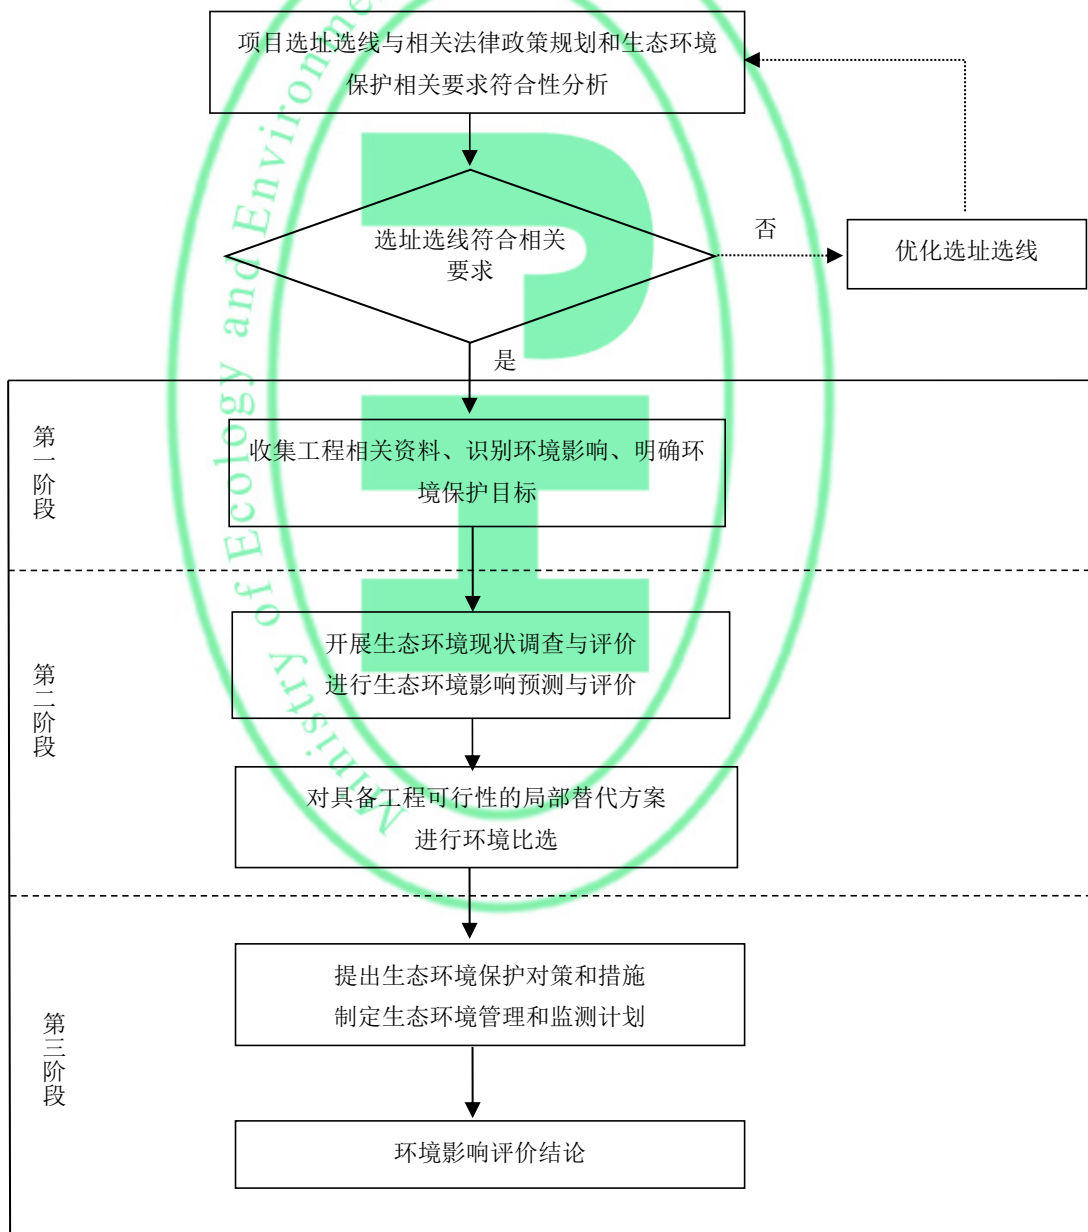 项目选址选线与相关法律政策规划和生态环境
保护相关要求符合性分析
选址选线符合相关
要求
否
优化选址选线
是
第一阶段
收集工程相关资料、识别环境影响、明确环
境保护目标
第二阶段
开展生态环境现状调查与评价
进行生态环境影响预测与评价
对具备工程可行性的局部替代方案
进行环境比选
第三阶段
提出生态环境保护对策和措施
制定生态环境管理和监测计划
环境影响评价结论
Ministry of Ecology and Environme